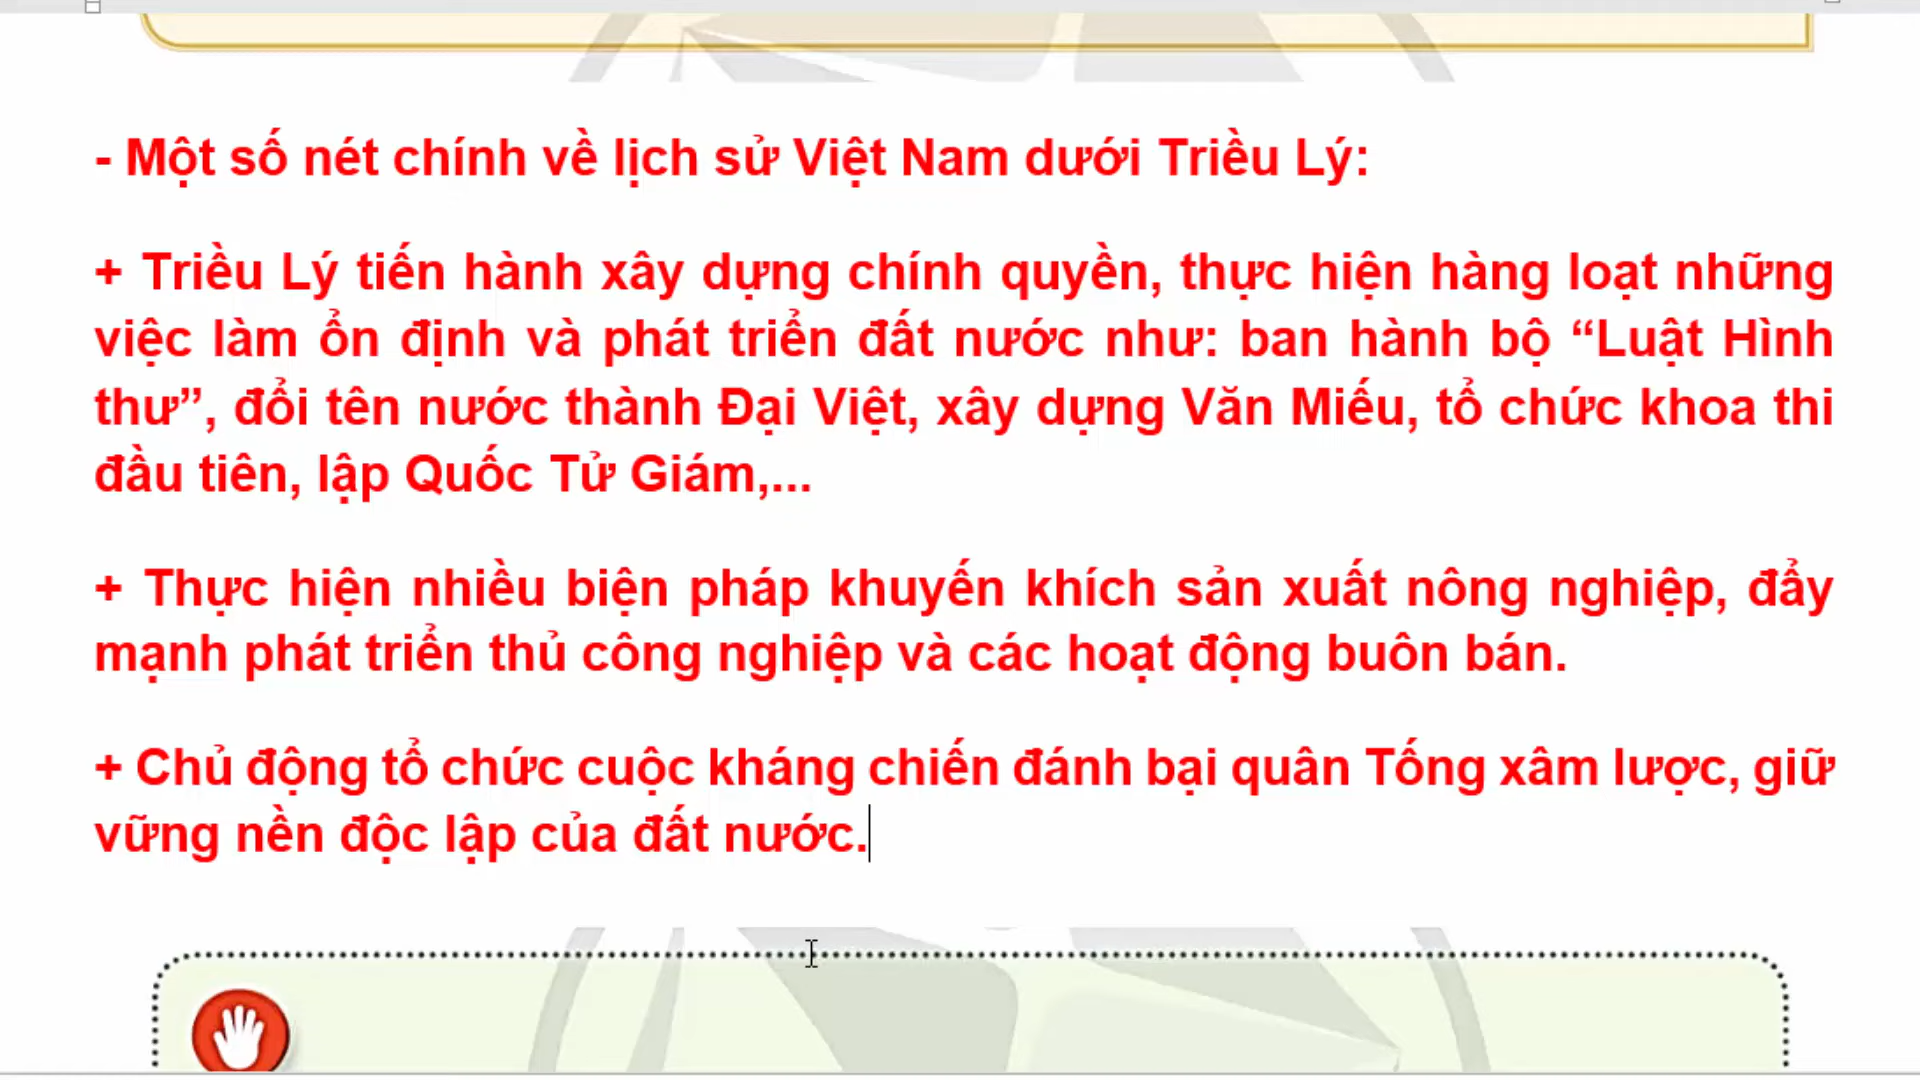 - Một số nét chính về lịch sử Việt Nam dưới Triều Lý:
+ Triều Lý tiến hành xây dựng chính quyền, thực hiện hàng loạt những
việc làm ổn định và phát triển đất nước như: ban hành bộ “Luật Hình
thư”, đổi tên nước thành Đại Việt, xây dựng Văn Miếu, tổ chức khoa thi
đầu tiên, lập Quốc Tử Giám,...
+ Thực hiện nhiều biện pháp khuyến khích sản xuất nông nghiệp, đẩy
mạnh phát triển thủ công nghiệp và các hoạt động buôn bán.
+ Chủ động tổ chức cuộc kháng chiến đánh bại quân Tống xâm lược, giữ
vững nền độc lập của đất nước.